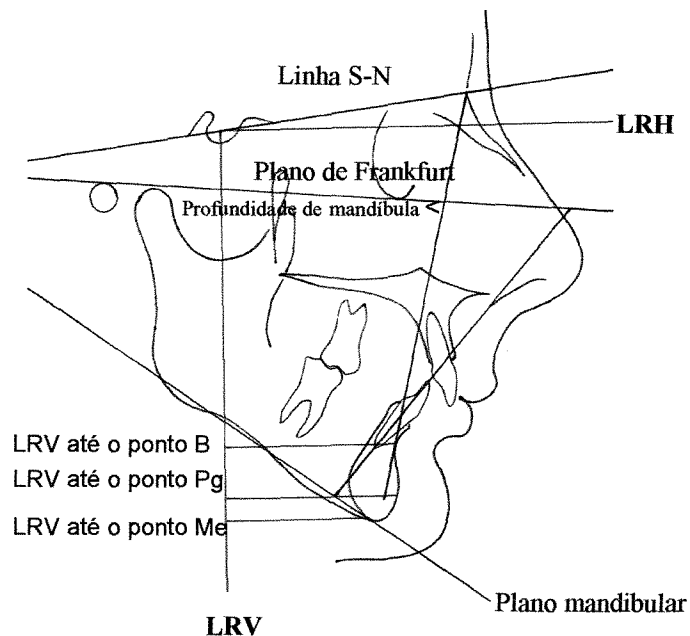 Linha S-N
LRH
Plano de Frankfurt
Profundidade de mandíbula
LRV até o ponto B
LRV até o ponto Pg
LRV até o ponto Me
Plano mandibular
LRV